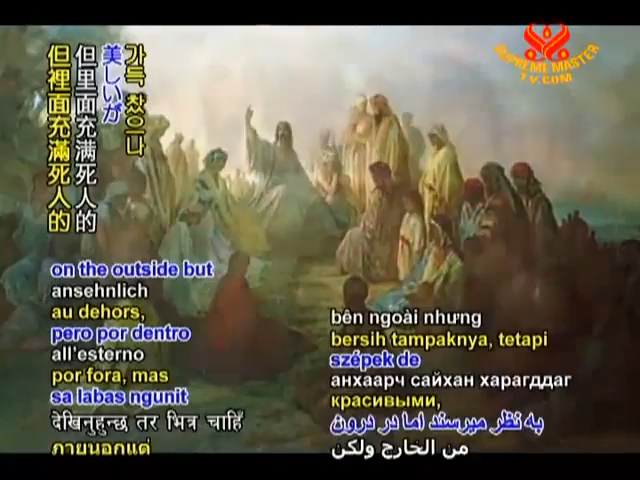 SUPREME MASTER
TV.COM
가득 찼으나
美しいが
但里面充满死人的
但裡面充滿死人的
on the outside but
ansehnlich
au dehors,
pero por dentro
all'esterno
por fora, mas
sa labas ngunit
देखिनुहुन्छ तर भित्र चाहिँ
ภายนอกแต่
bên ngoài nhưng
bersih tampaknya, tetapi
szépek de
анхаарч сайхан харагддаг
красивыми,
به نظر میرسند اما در درون
من الخارج ولكن